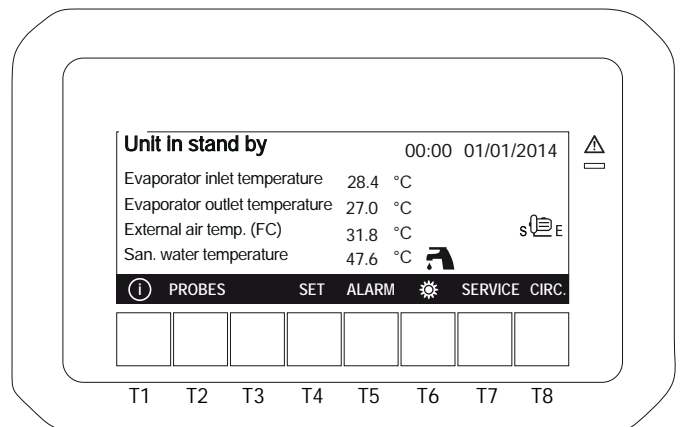 Unit in stand by 00:00 01/01/2014
Evaporator inlet temperature 28.4 °C
Evaporator outlet temperature 27.0 °C
External air temp. (FC) 31.8 °C
S E
San. water temperature 47.6 °C
i PROBES SET ALARM SERVICE CIRC.
T1 T2 T3 T4 T5 T6 T7 T8